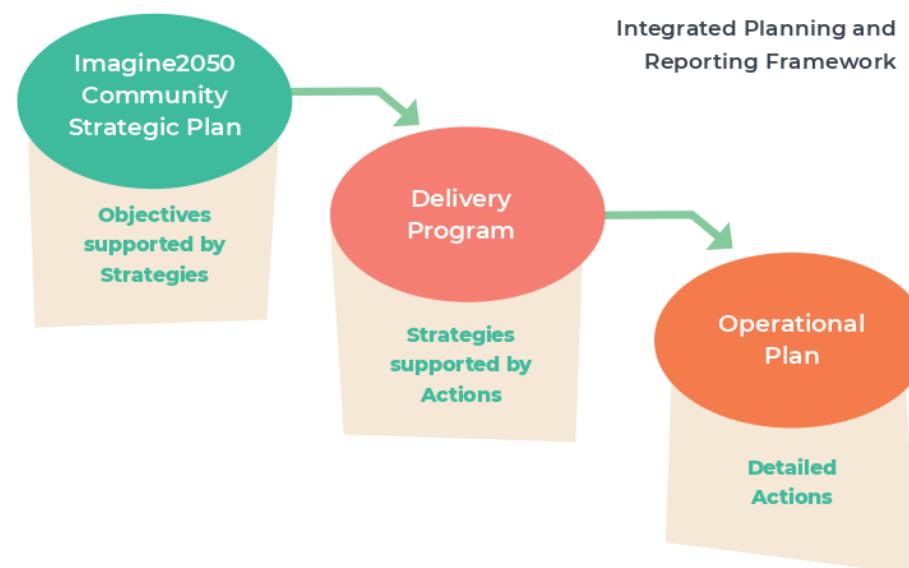 Integrated Planning and
Reporting Framework
Imagine2050
Community
Strategic Plan
Objectives
supported by
Strategies
Delivery
Program
Strategies
supported by
Actions
Operational
Plan
Detailed
Actions